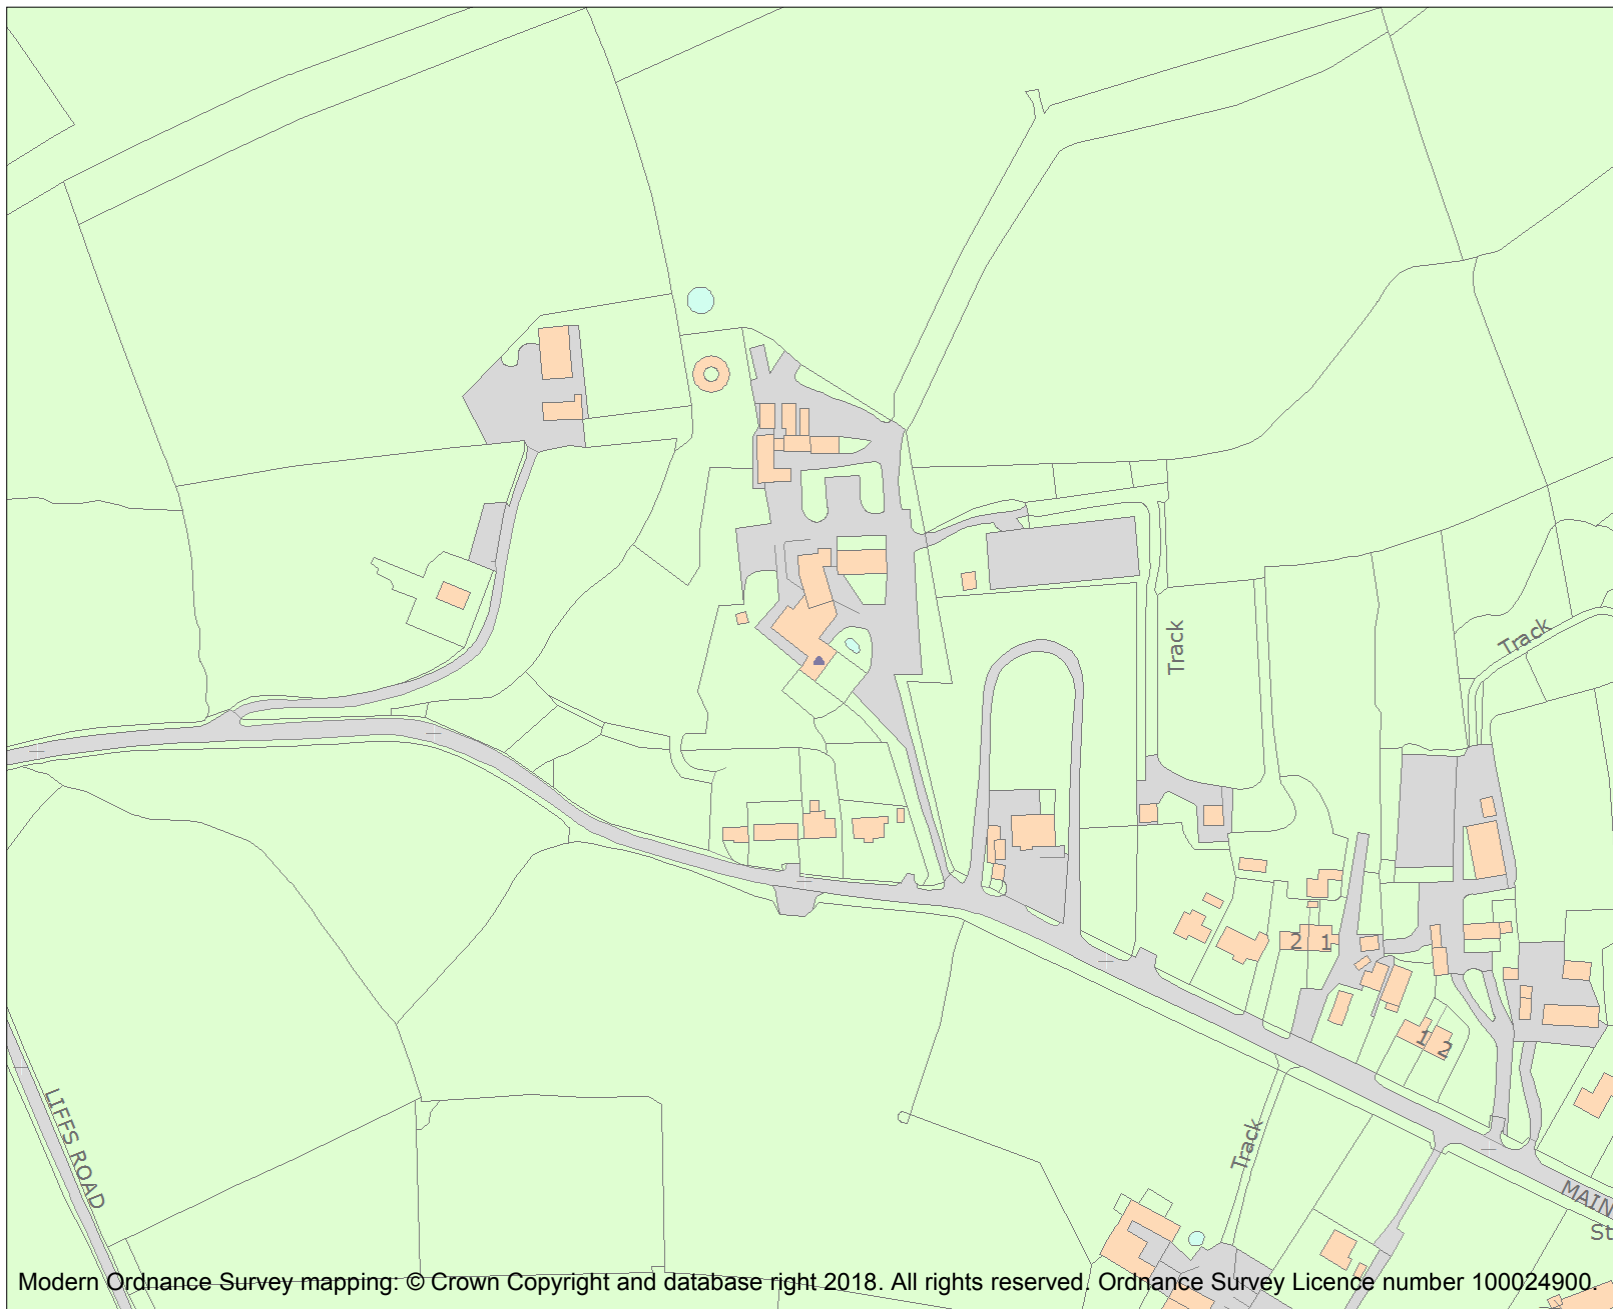 Track
Track
2 1
1 2
LIFFS ROAD
Track
MAIN
St
Modern Ordnance Survey mapping: © Crown Copyright and database right 2018. All rights reserved. Ordnance Survey Licence number 100024900.